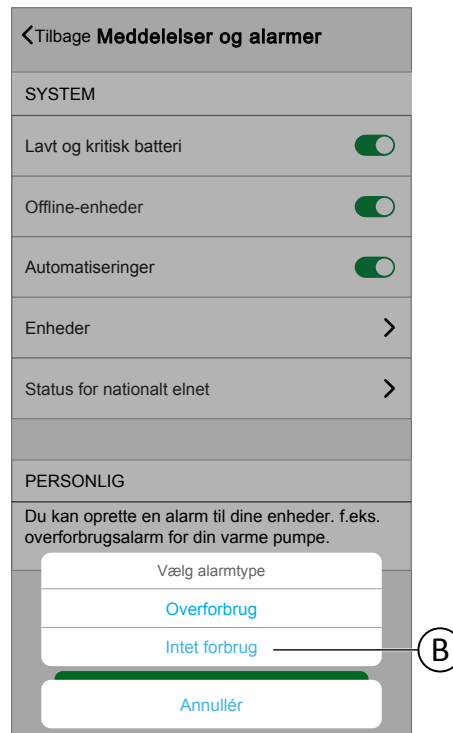 Tilbage Meddelelser og alarmer
SYSTEM
Lavt og kritisk batteri
Offline-enheder
Automatiseringer
Enheder
Status for nationalt elnet
PERSONLIG
Du kan oprette en alarm til dine enheder. f.eks.
overforbrugsalarm for din varme pumpe.
Vælg alarmtype
Overforbrug
Intet forbrug
B
Annullér